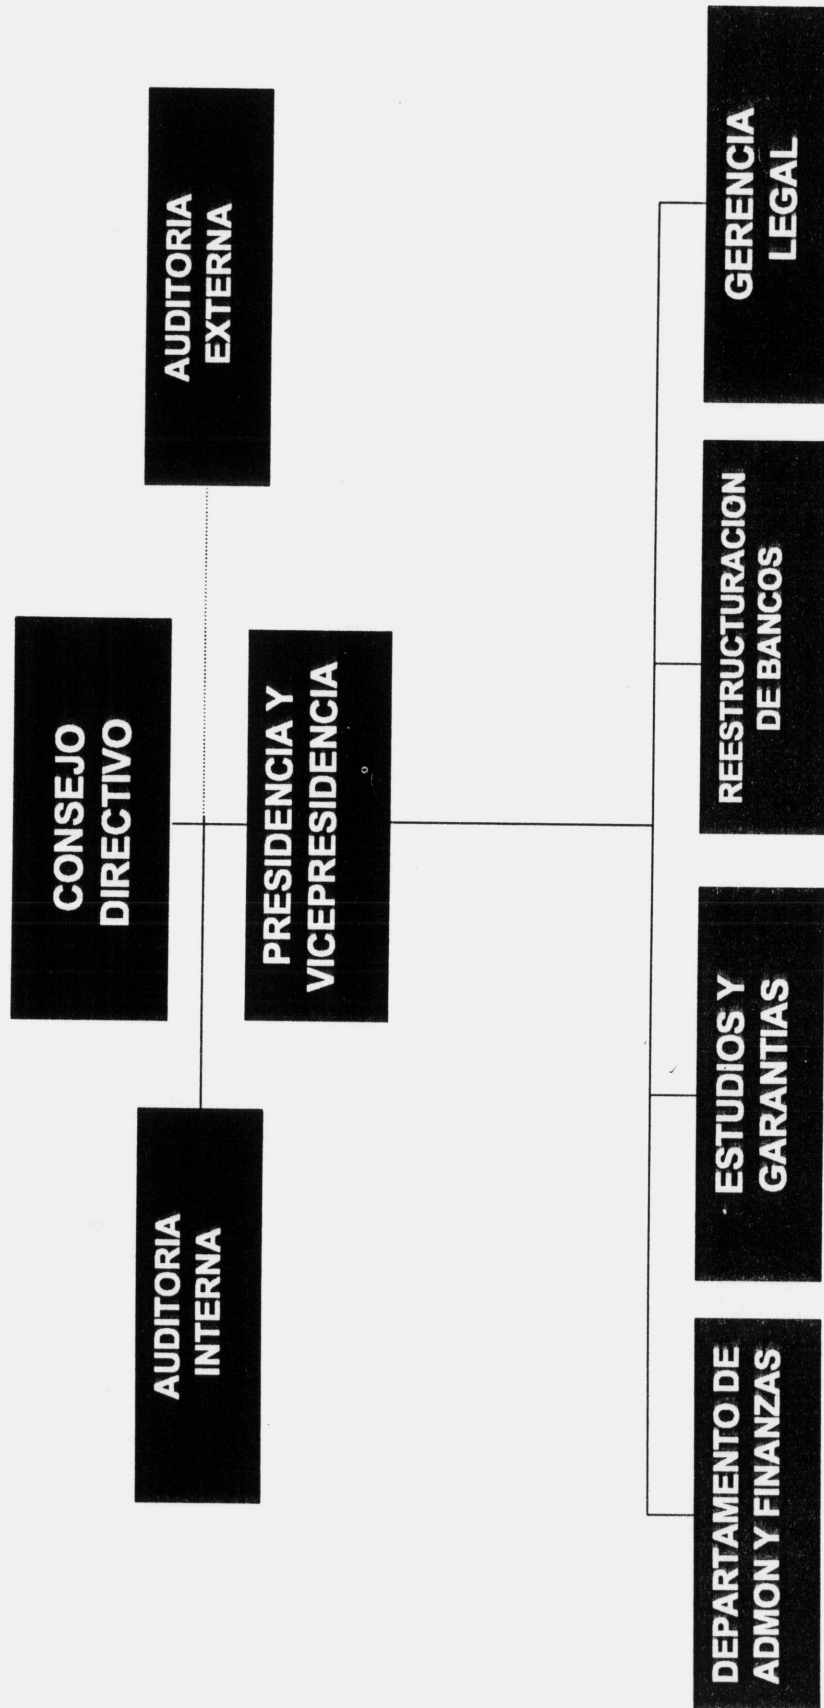 CONSEJO
DIRECTIVO
AUDITORIA
INTERNA
AUDITORIA
EXTERNA
PRESIDENCIA Y
VICEPRESIDENCIA
DEPARTAMENTO DE
ADMON Y FINANZAS
ESTUDIOS Y
GARANTIAS
REESTRUCTURACION
DE BANCOS
GERENCIA
LEGAL